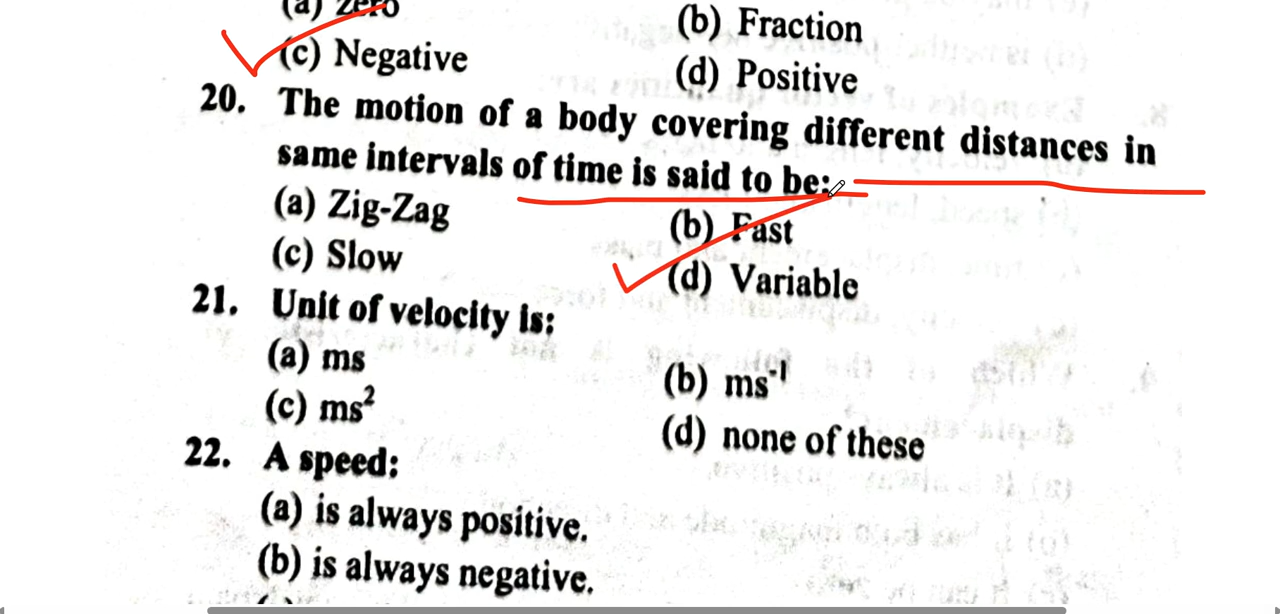 (a) zero
(b) Fraction
(c) Negative
(d) Positive
20. The motion of a body covering different distances in
same intervals of time is said to be:
(a) Zig-Zag
(b) Fast
(c) Slow
(d) Variable
21. Unit of velocity is:
(a) ms
(b) ms⁻¹
(c) ms²
(d) none of these
22. A speed:
(a) is always positive.
(b) is always negative.